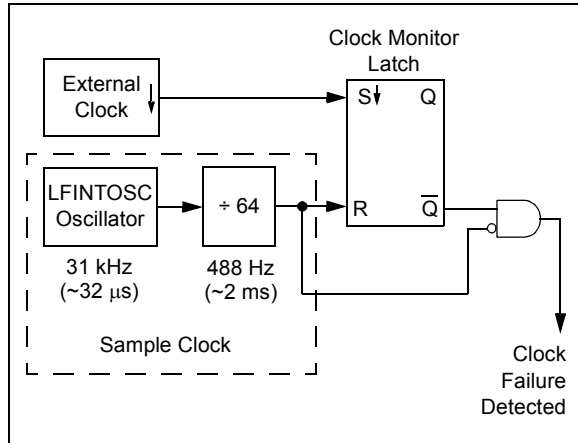 Clock Monitor
Latch
External
Clock
S
Q
LFINTOSC
Oscillator
÷ 64
R
Q̅
31 kHz
(~32 μs)
488 Hz
(~2 ms)
Sample Clock
Clock
Failure
Detected